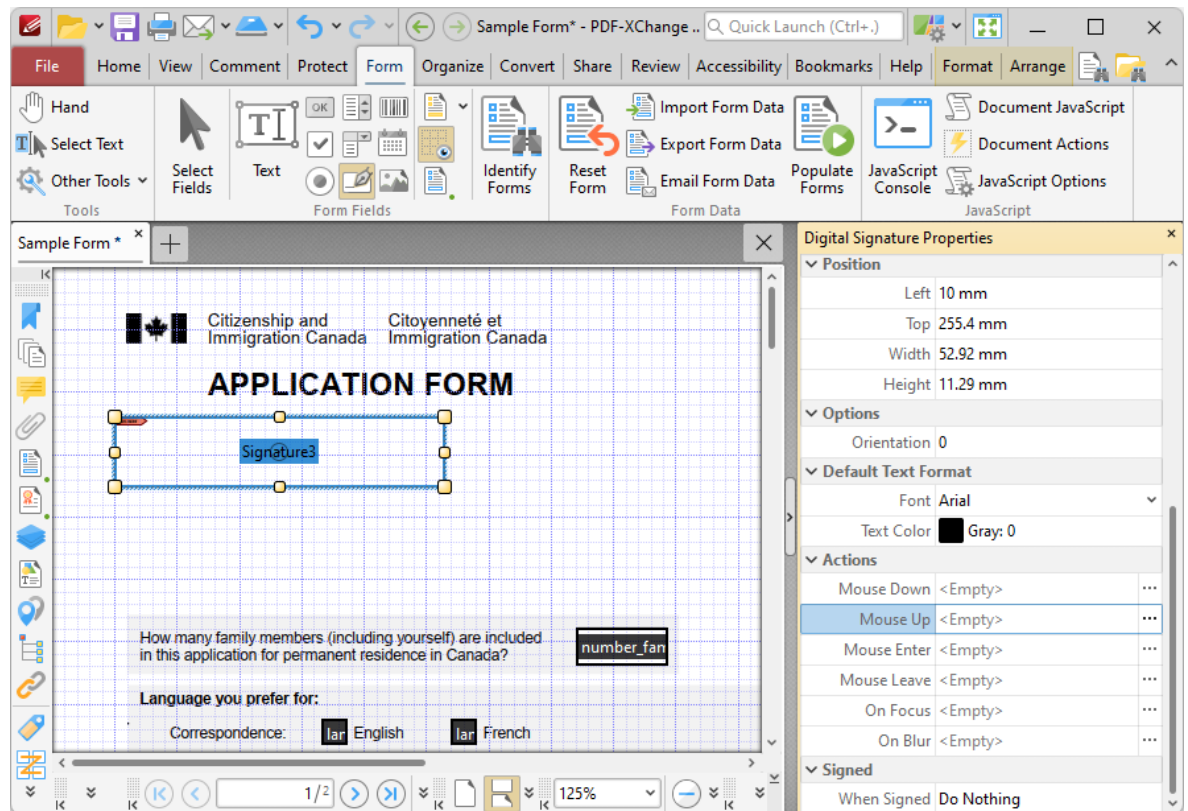 Sample Form* - PDF-XChange ..
Quick Launch (Ctrl+.)
File Home View Comment Protect Form Organize Convert Share Review Accessibility Bookmarks Help Format Arrange
Hand
Select Text
Other Tools
Tools
Select Fields
Text
OK
Form Fields
Identify Forms
Reset Form
Import Form Data
Export Form Data
Email Form Data
Populate Forms
Form Data
JavaScript Console
Document JavaScript
Document Actions
JavaScript Options
JavaScript
Sample Form *
Citizenship and Immigration Canada
Citoyenneté et Immigration Canada
APPLICATION FORM
Signature3
How many family members (including yourself) are included
in this application for permanent residence in Canada?
number_fan
Language you prefer for:
Correspondence: lar English lar French
1/2
125%
Digital Signature Properties
Position
Left 10 mm
Top 255.4 mm
Width 52.92 mm
Height 11.29 mm
Options
Orientation 0
Default Text Format
Font Arial
Text Color Gray: 0
Actions
Mouse Down <Empty>
Mouse Up <Empty>
Mouse Enter <Empty>
Mouse Leave <Empty>
On Focus <Empty>
On Blur <Empty>
Signed
When Signed Do Nothing